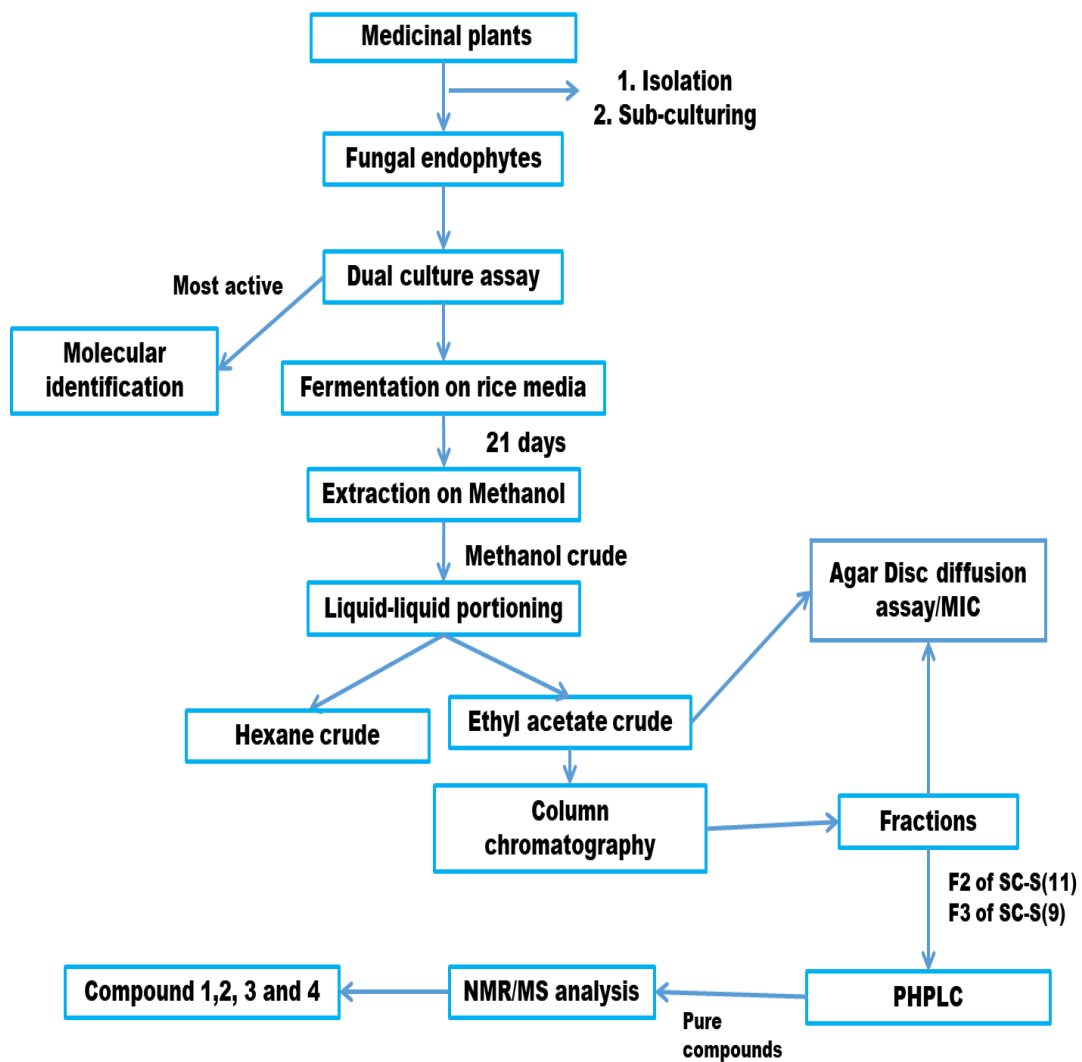 Medicinal plants
1. Isolation
2. Sub-culturing
Fungal endophytes
Dual culture assay
Most active
Molecular
identification
Fermentation on rice media
21 days
Extraction on Methanol
Methanol crude
Liquid-liquid portioning
Agar Disc diffusion
assay/MIC
Hexane crude
Ethyl acetate crude
Column
chromatography
Fractions
F2 of SC-S(11)
F3 of SC-S(9)
Compound 1,2, 3 and 4
NMR/MS analysis
PHPLC
Pure
compounds